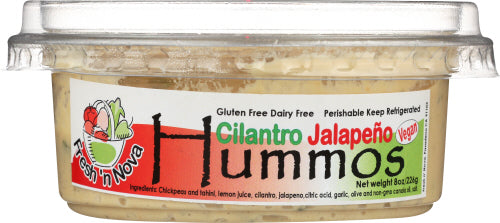 Gluten Free Dairy Free Perishable Keep Refrigerated
Cilantro Jalapeño Vegan
Hummos
Fresh 'n Nova
Net weight 8oz/226g
Ingredients: Chickpeas and tahini, lemon juice, cilantro, jalapeno,citric acid, garlic, olive and non-gmo canola oil, salt.